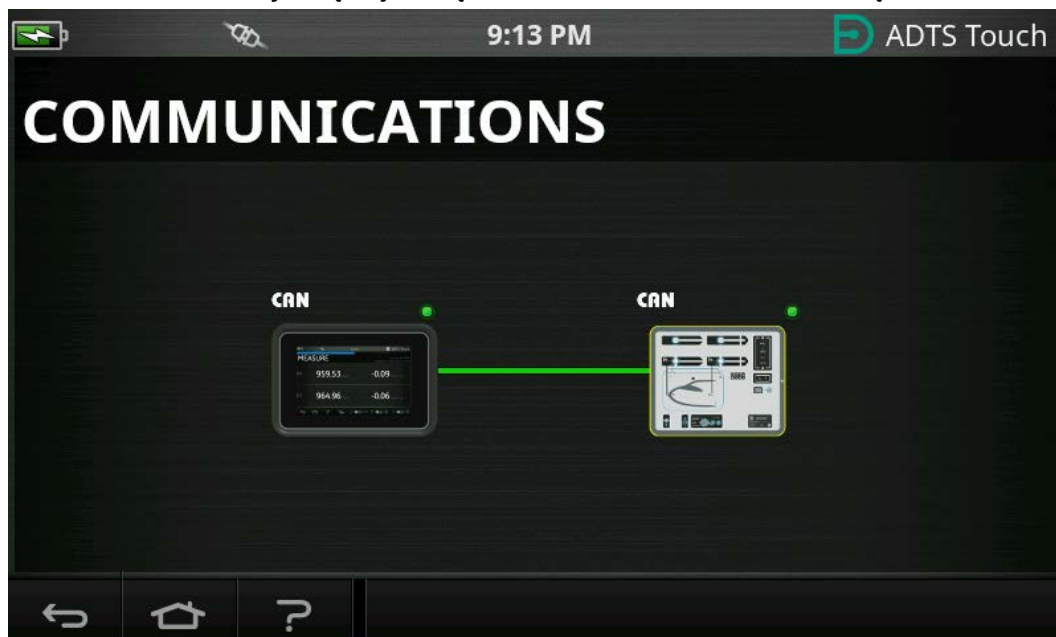 9:13 PM
ADTS Touch
COMMUNICATIONS
CAN
CAN
MEASURE
959.53
-0.09
964.96
-0.06
?